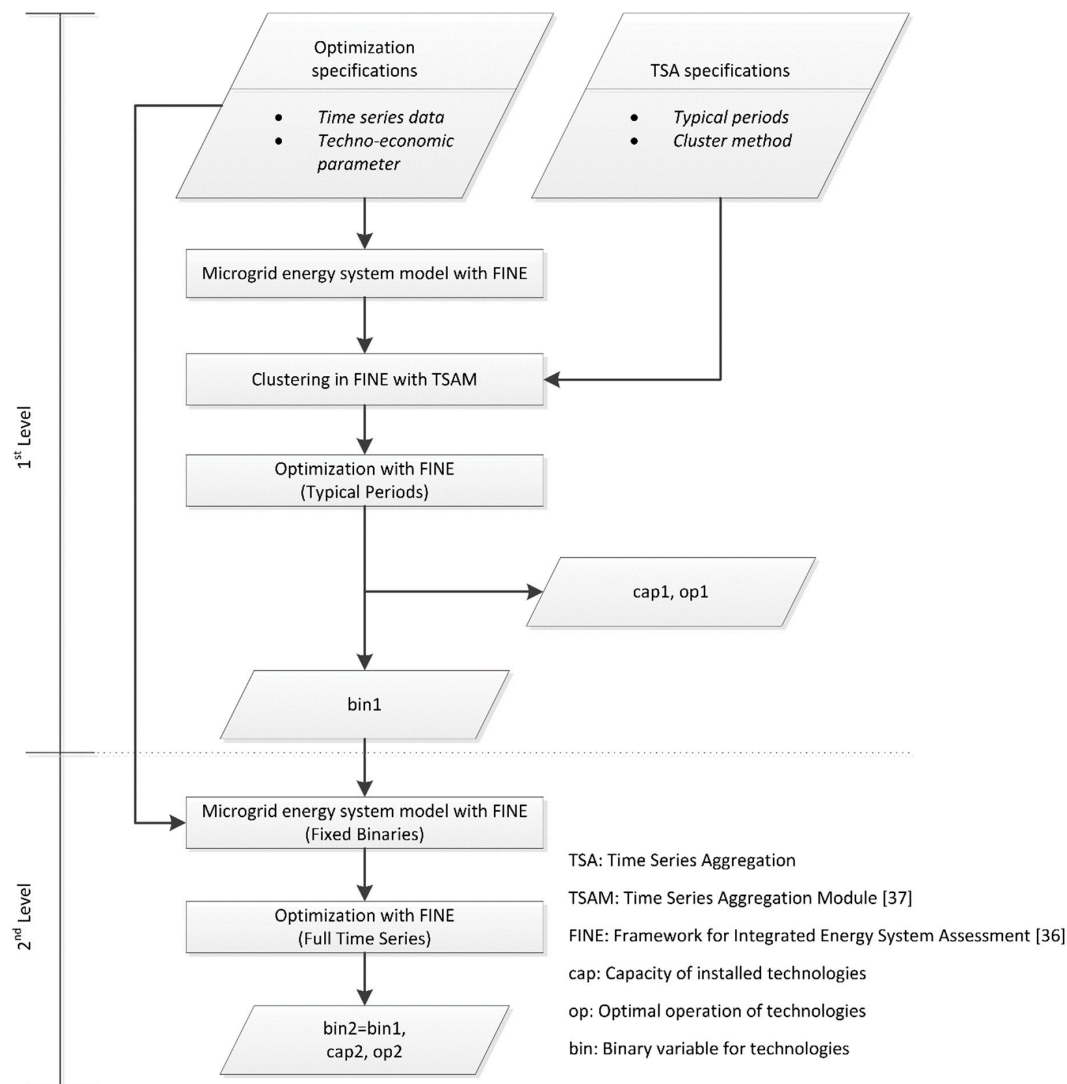 Optimization
specifications
• Time series data
• Techno-economic
parameter
TSA specifications
• Typical periods
• Cluster method
Microgrid energy system model with FINE
Clustering in FINE with TSAM
Optimization with FINE
(Typical Periods)
cap1, op1
bin1
1st Level
Microgrid energy system model with FINE
(Fixed Binaries)
Optimization with FINE
(Full Time Series)
bin2=bin1,
cap2, op2
2nd Level
TSA: Time Series Aggregation
TSAM: Time Series Aggregation Module [37]
FINE: Framework for Integrated Energy System Assessment [36]
cap: Capacity of installed technologies
op: Optimal operation of technologies
bin: Binary variable for technologies